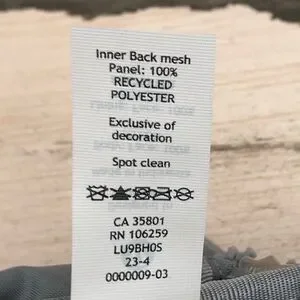 Inner Back mesh
Panel: 100%
RECYCLED
POLYESTER
Exclusive of
decoration
Spot clean
CA 35801
RN 106259
LU9BH0S
23-4
0000009-03